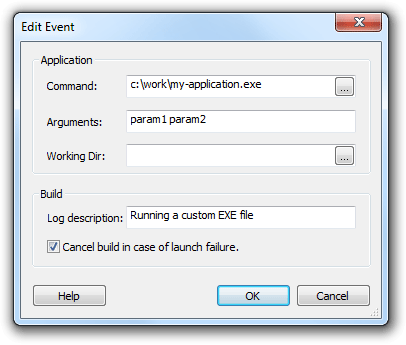 Edit Event
Application
Command: c:\work\my-application.exe ...
Arguments: param1 param2
Working Dir: ...
Build
Log description: Running a custom EXE file
Cancel build in case of launch failure.
Help OK Cancel